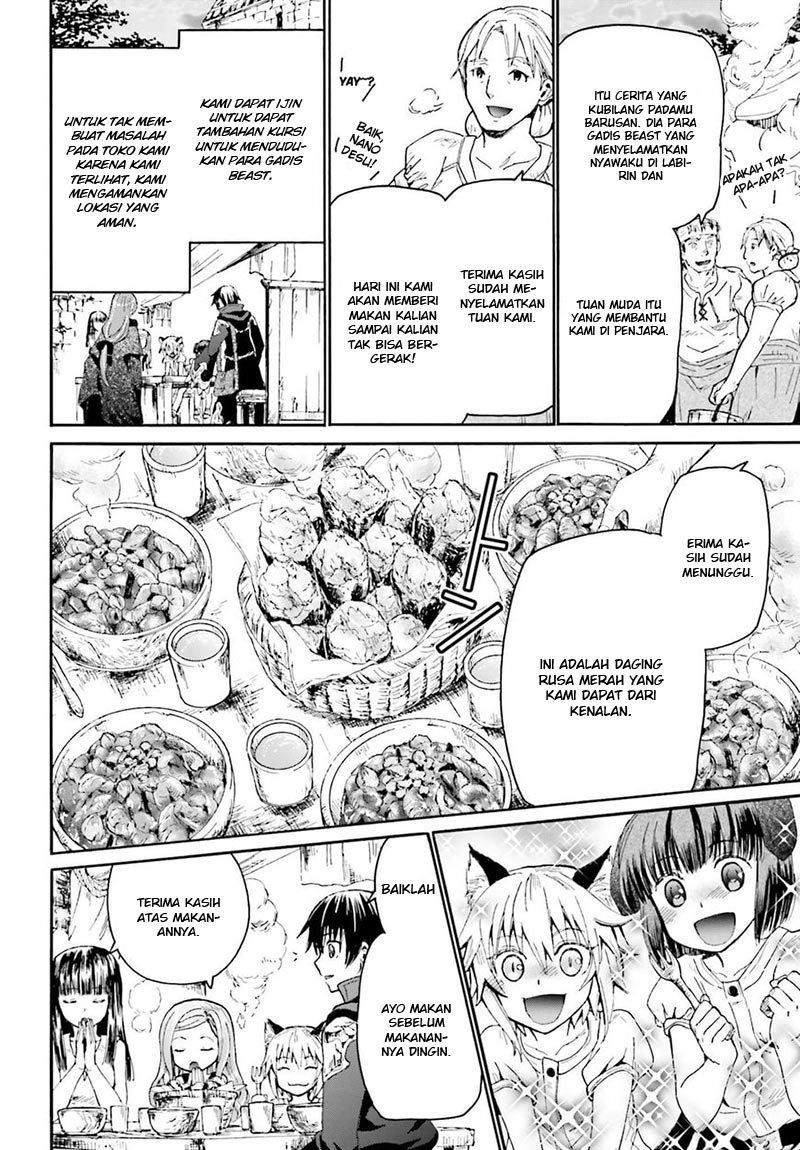 ITU CERITA YANG
KUBILANG PADAMU
BARUSAN. DIA PARA
GADIS BEAST YANG
MENYELAMATKAN
NYAWAKU DI LABI-
RIN DAN
APAKAH TAK
APA-APA?
TUAN MUDA ITU
YANG MEMBANTU
KAMI DI PENJARA.
YAY~?
BAIK,
NANO
DESU!
TERIMA KASIH
SUDAH ME-
NYELAMATKAN
TUAN KAMI.
HARI INI KAMI
AKAN MEMBERI
MAKAN KALIAN
SAMPAI KALIAN
TAK BISA BER-
GERAK!
KAMI DAPAT IJIN
UNTUK DAPAT
TAMBAHAN KURSI
UNTUK MENDUDU-
KAN PARA GADIS
BEAST.
UNTUK TAK MEM-
BUAT MASALAH
PADA TOKO KAMI
KARENA KAMI
TERLIHAT, KAMI
MENGAMANKAN
LOKASI YANG
AMAN.
ERIMA KA-
SIH SUDAH
MENUNGGU.
INI ADALAH DAGING
RUSA MERAH YANG
KAMI DAPAT DARI
KENALAN.
BAIKLAH
AYO MAKAN
SEBELUM
MAKANAN-
NYA DINGIN.
TERIMA KASIH
ATAS MAKAN-
ANNYA.